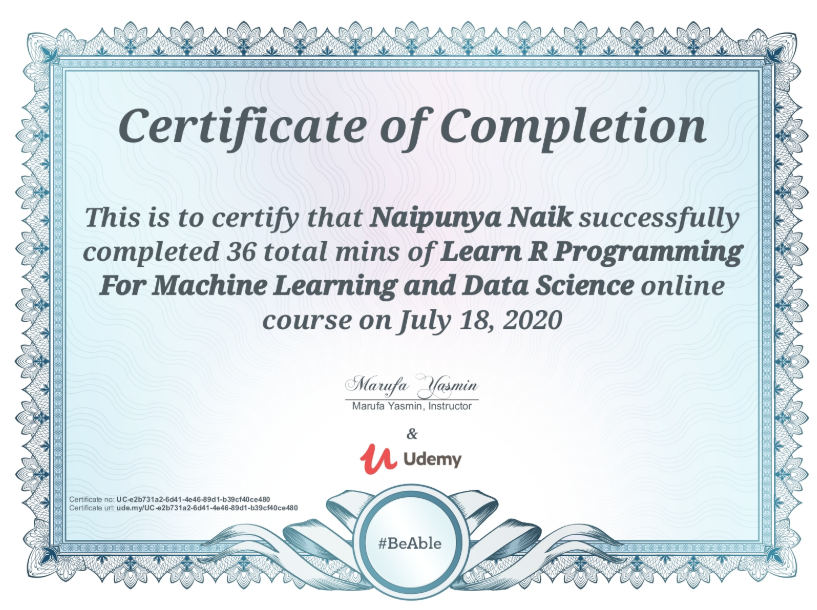 Certificate of Completion
This is to certify that Naipunya Naik successfully
completed 36 total mins of Learn R Programming
For Machine Learning and Data Science online
course on July 18, 2020
Marufa Yasmin
Marufa Yasmin, Instructor
&
Udemy
Certificate no: UC-e2b731a2-6d41-4e46-89d1-b39cf40ce480
Certificate url: ude.my/UC-e2b731a2-6d41-4e46-89d1-b39cf40ce480
#BeAble